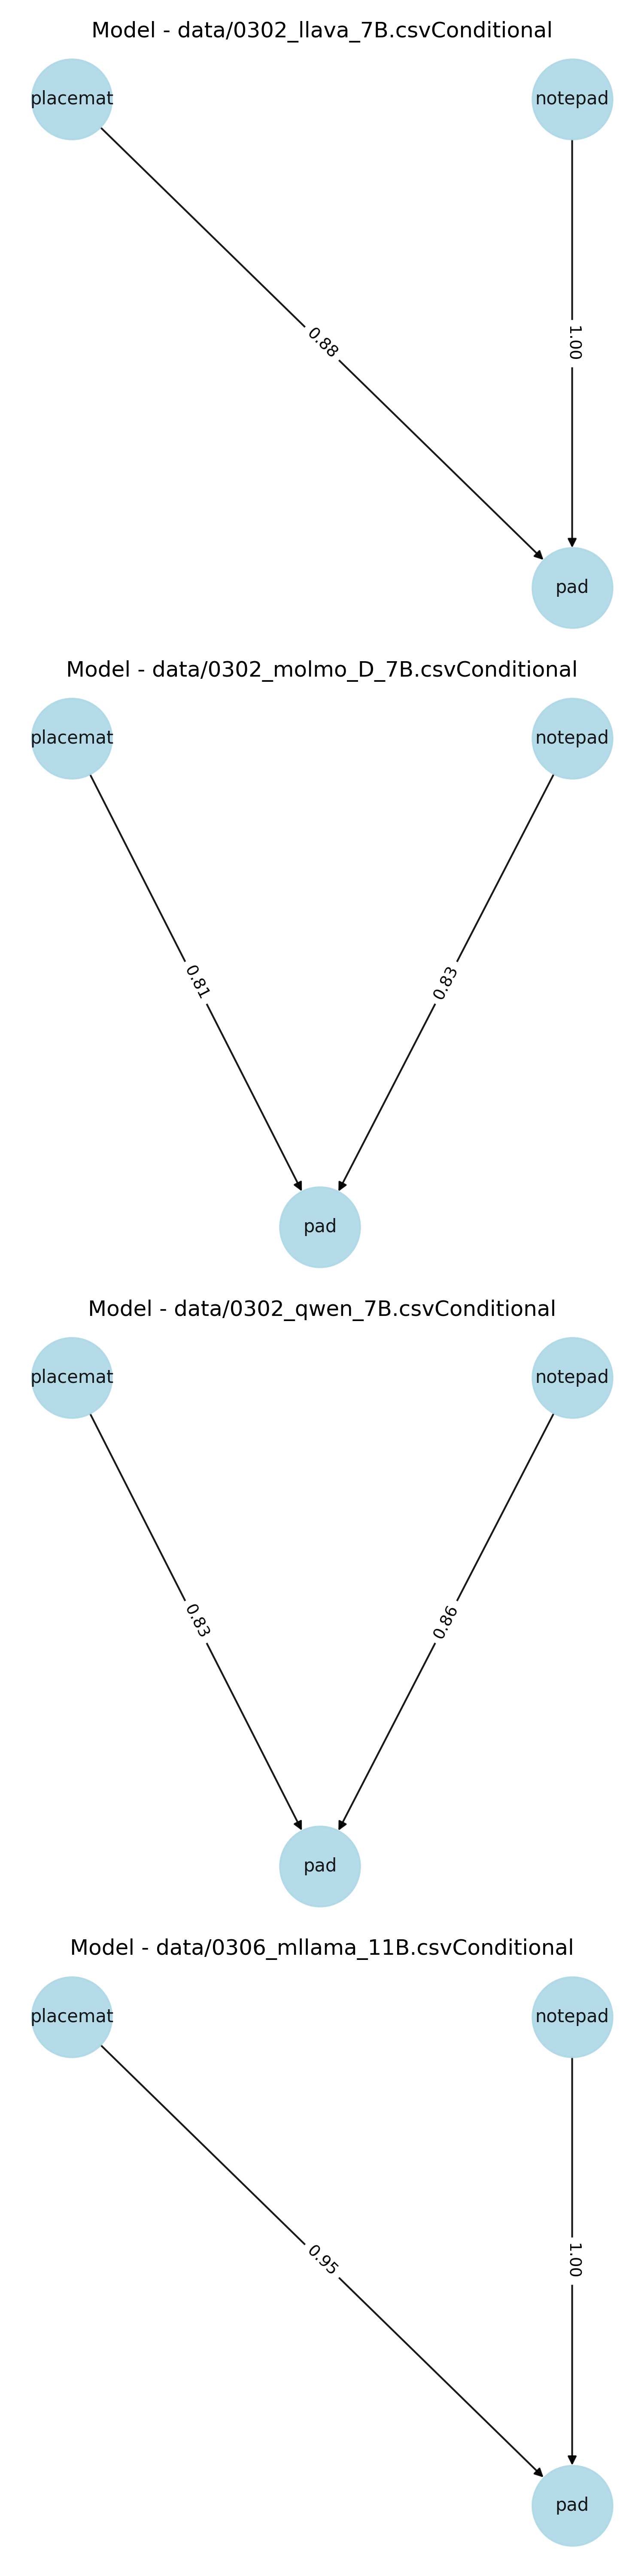 Model - data/0302_llava_7B.csvConditional
placemat
notepad
0.88
1.00
pad
Model - data/0302_molmo_D_7B.csvConditional
placemat
notepad
0.81
0.83
pad
Model - data/0302_qwen_7B.csvConditional
placemat
notepad
0.83
0.86
pad
Model - data/0306_mllama_11B.csvConditional
placemat
notepad
0.95
1.00
pad